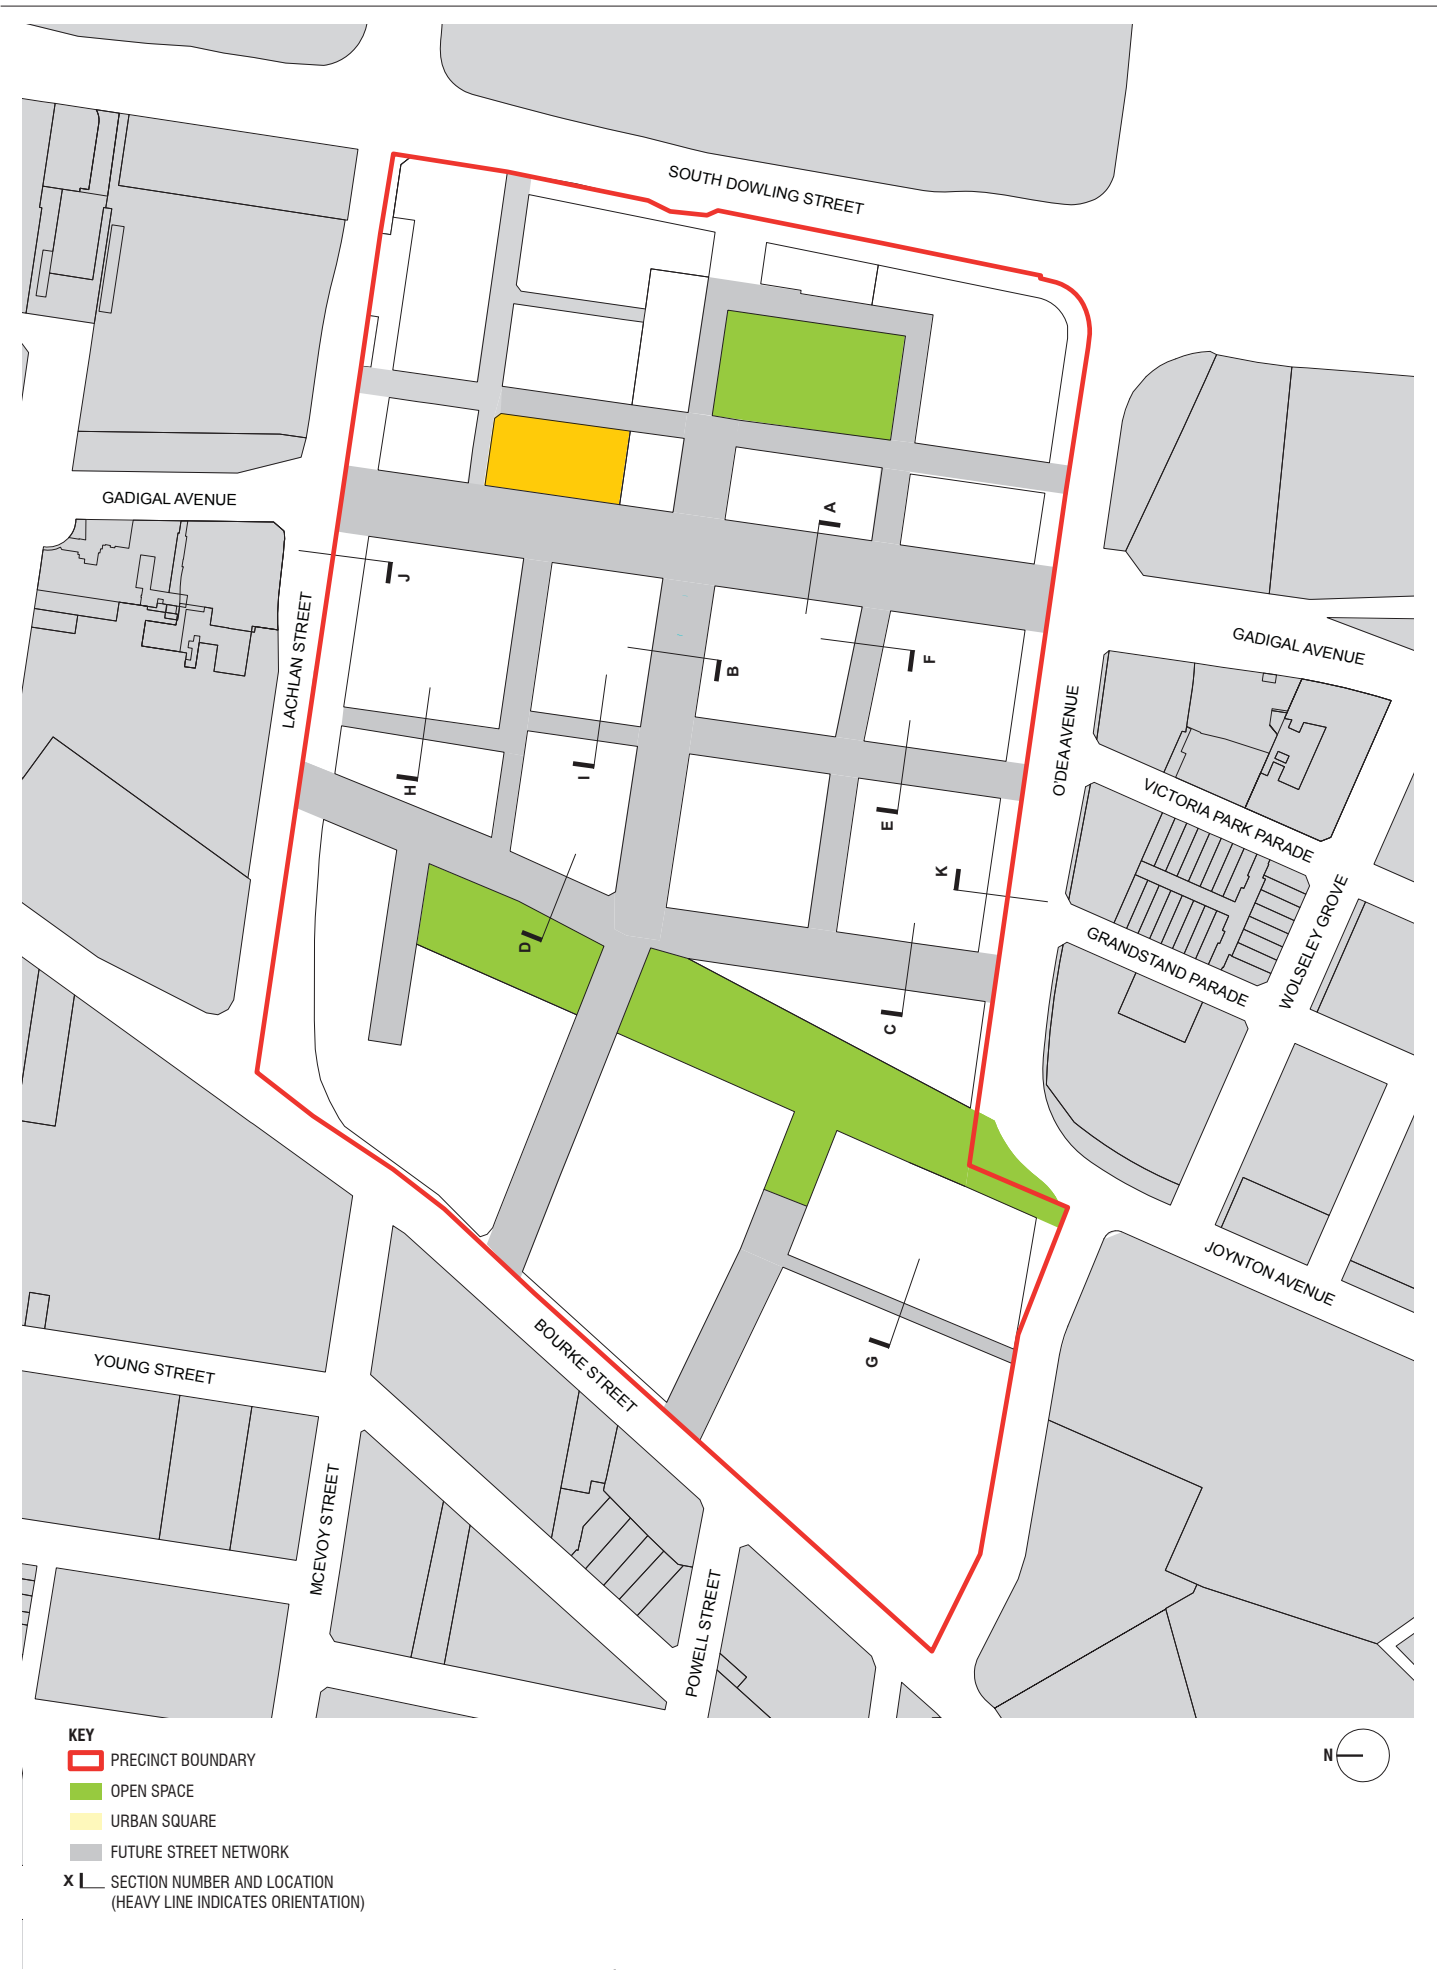 SOUTH DOWLING STREET
GADIGAL AVENUE
A
J
LACHLAN STREET
GADIGAL AVENUE
B
F
O'DEA AVENUE
H
I
E
VICTORIA PARK PARADE
K
WOLSELEY GROVE
D
GRANDSTAND PARADE
C
JOYNTON AVENUE
BOURKE STREET
G
YOUNG STREET
MCEVOY STREET
POWELL STREET
KEY
PRECINCT BOUNDARY
OPEN SPACE
URBAN SQUARE
FUTURE STREET NETWORK
X SECTION NUMBER AND LOCATION
(HEAVY LINE INDICATES ORIENTATION)
N